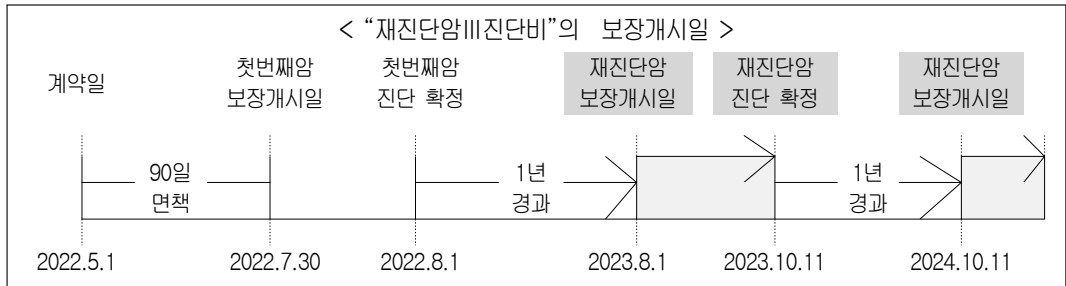 < “재진단암Ⅲ진단비”의 보장개시일 >
계약일
첫번째암
보장개시일
첫번째암
진단 확정
재진단암
보장개시일
재진단암
진단 확정
재진단암
보장개시일
90일
면책
1년
경과
1년
경과
2022.5.1
2022.7.30
2022.8.1
2023.8.1
2023.10.11
2024.10.11